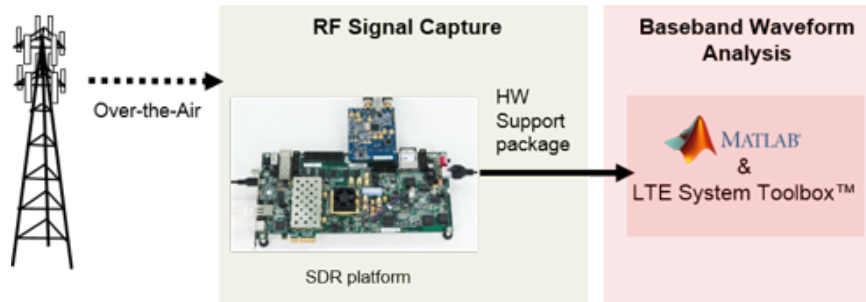 RF Signal Capture
Baseband Waveform
Analysis
Over-the-Air
HW
Support
package
SDR platform
MATLAB®
&
LTE System Toolbox™